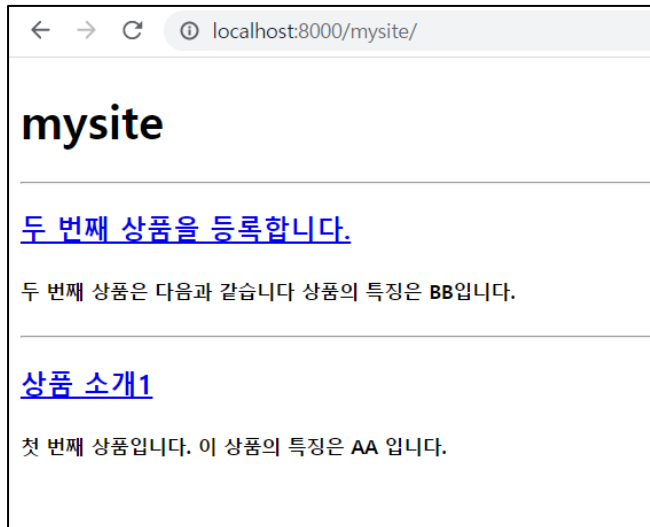 localhost:8000/mysite/
mysite
두 번째 상품을 등록합니다.
두 번째 상품은 다음과 같습니다 상품의 특징은 BB입니다.
상품 소개1
첫 번째 상품입니다. 이 상품의 특징은 AA 입니다.